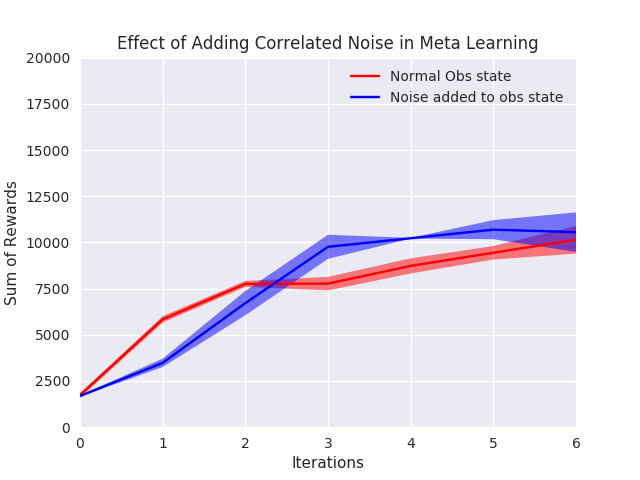 Effect of Adding Correlated Noise in Meta Learning
20000
17500
15000
12500
10000
7500
5000
2500
0
Sum of Rewards
Normal Obs state
Noise added to obs state
0 1 2 3 4 5 6
Iterations